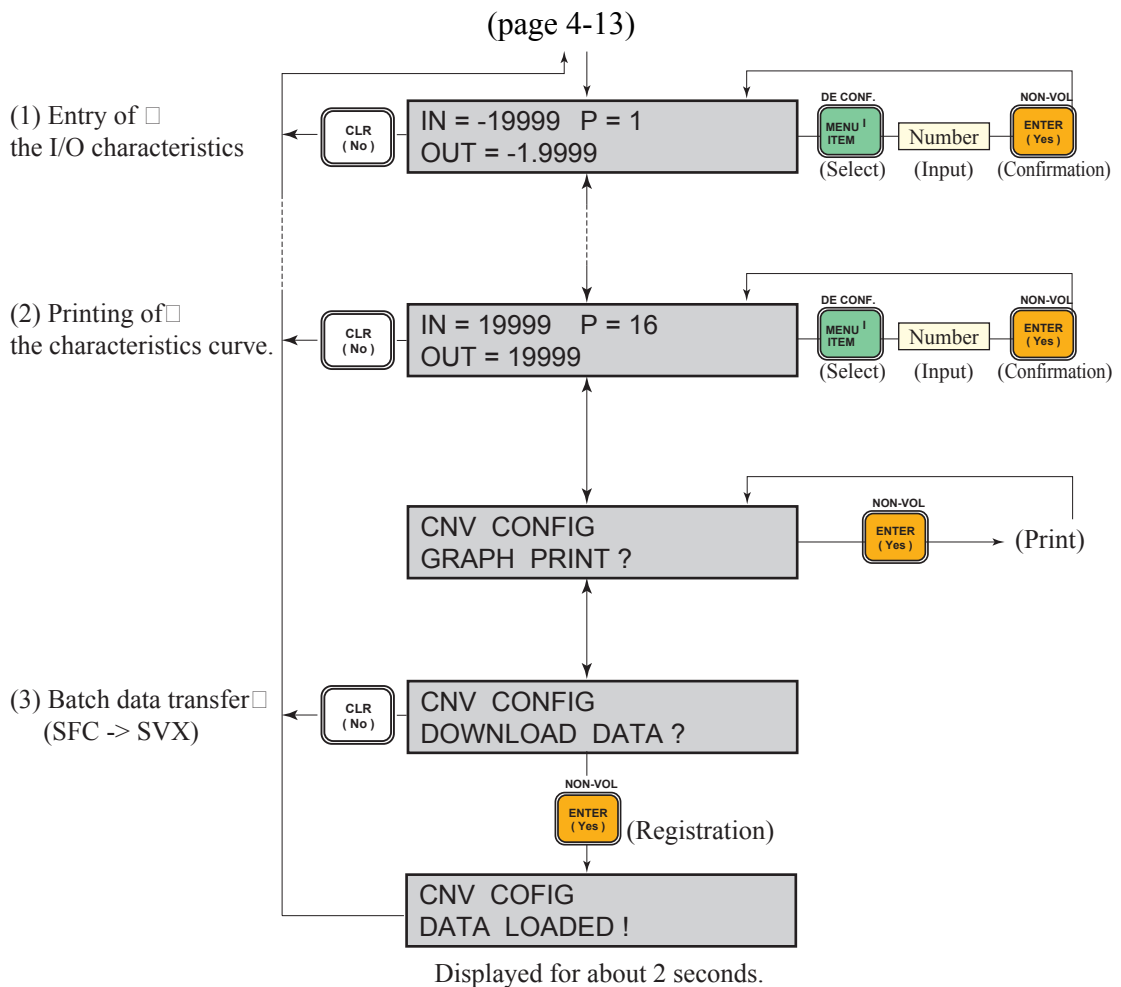 (page 4-13)
(1) Entry of □
the I/O characteristics
CLR
( No )
IN = -19999 P = 1
OUT = -1.9999
DE CONF.
MENU I
ITEM
(Select)
Number
(Input)
NON-VOL
ENTER
( Yes )
(Confirmation)
(2) Printing of□
the characteristics curve.
CLR
( No )
IN = 19999 P = 16
OUT = 19999
DE CONF.
MENU I
ITEM
(Select)
Number
(Input)
NON-VOL
ENTER
( Yes )
(Confirmation)
CNV CONFIG
GRAPH PRINT ?
NON-VOL
ENTER
( Yes )
(Print)
(3) Batch data transfer□
(SFC -> SVX)
CLR
( No )
CNV CONFIG
DOWNLOAD DATA ?
NON-VOL
ENTER
( Yes )
(Registration)
CNV COFIG
DATA LOADED !
Displayed for about 2 seconds.